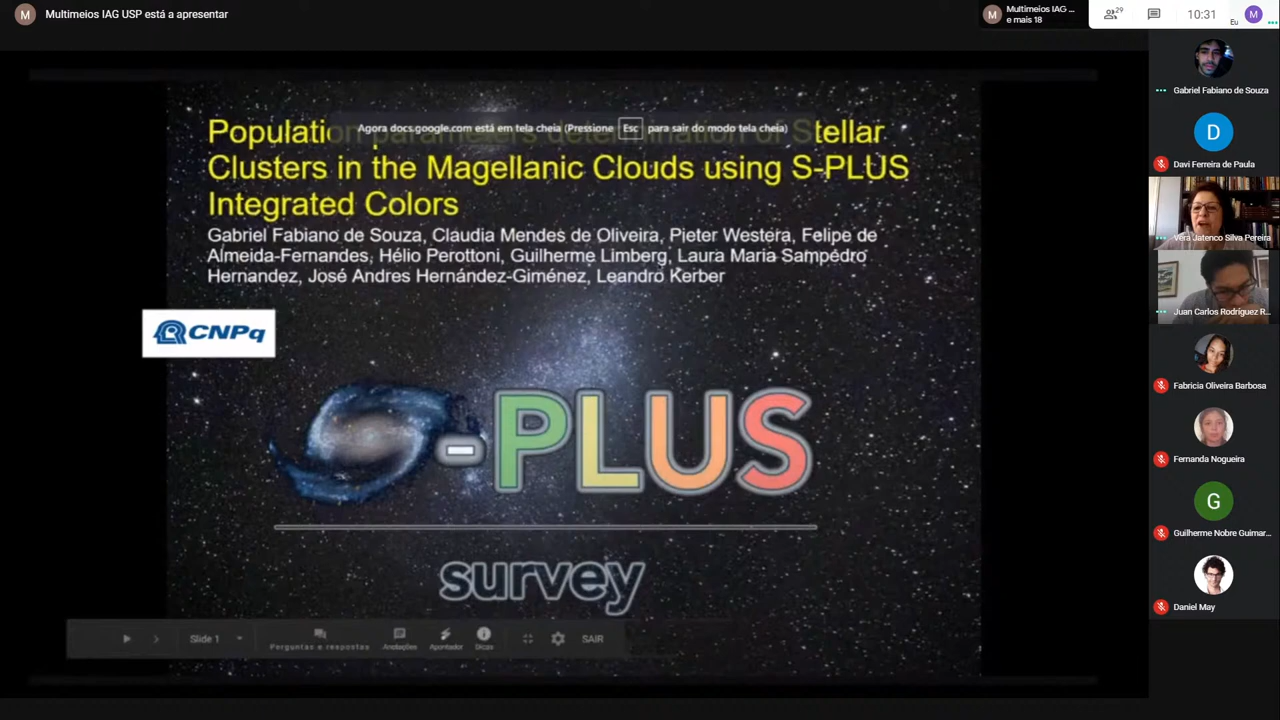 Multimeios IAG USP está a apresentar
M
Multimeios IAG ...
e mais 18
29
10:31
Eu
M
Populati
tellar
Agora docs.google.com está em tela cheia (Pressione Esc para sair do modo tela cheia)
Clusters in the Magellanic Clouds using S-PLUS
Integrated Colors
Gabriel Fabiano de Souza, Claudia Mendes de Oliveira, Pieter Westera, Felipe de
Almeida-Fernandes, Hélio Perottoni, Guilherme Limberg, Laura Maria Sampedro
Hernandez, José Andres Hernández-Giménez, Leandro Kerber
CNPq
S-PLUS
survey
Slide 1
Perguntas e respostas
Anotações
Apontador
Dicas
SAIR
Gabriel Fabiano de Souza
D
Davi Ferreira de Paula
Vera Jatenco Silva Pereira
Juan Carlos Rodríguez R...
Fabricia Oliveira Barbosa
Fernanda Nogueira
G
Guilherme Nobre Guimar...
Daniel May